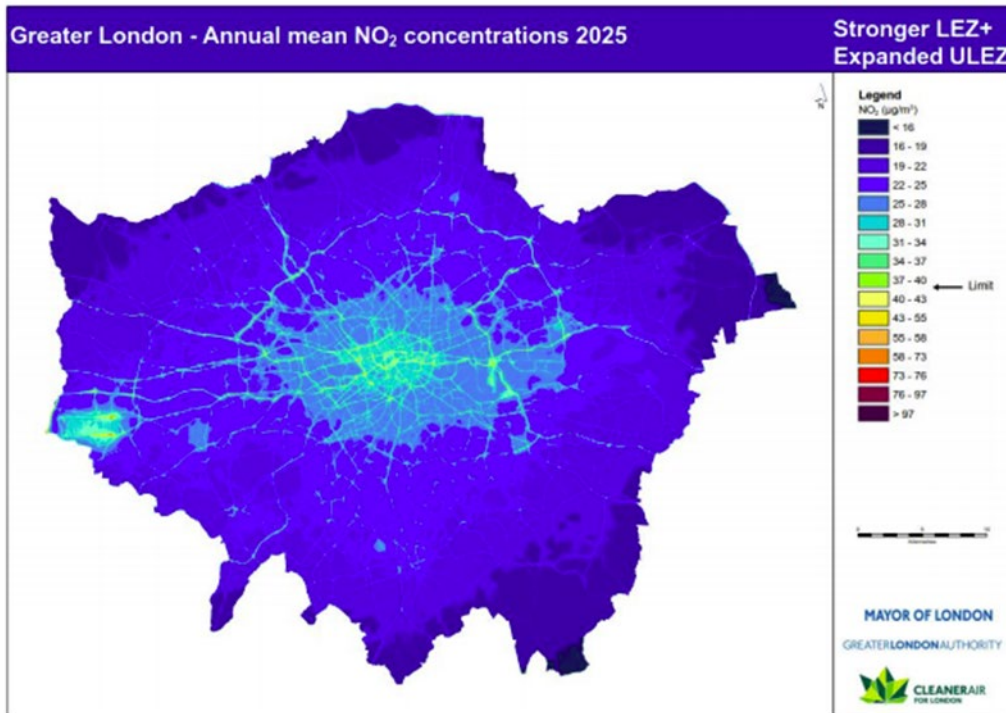 Greater London - Annual mean NO₂ concentrations 2025
Stronger LEZ+
Expanded ULEZ
N
Legend
NO₂ (µg/m³)
< 16
16 - 19
19 - 22
22 - 25
25 - 28
28 - 31
31 - 34
34 - 37
37 - 40
Limit
40 - 43
43 - 55
55 - 58
58 - 73
73 - 76
76 - 97
> 97
MAYOR OF LONDON
GREATERLONDONAUTHORITY
CLEANERAIR
FOR LONDON